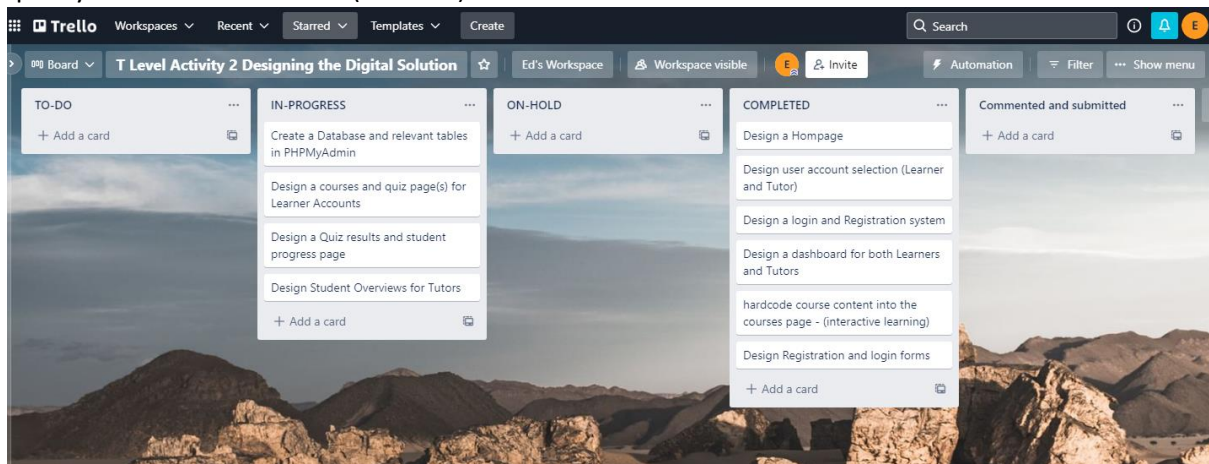 Trello Workspaces Recent Starred Templates Create Search E
Board T Level Activity 2 Designing the Digital Solution Ed's Workspace Workspace visible E Invite Automation Filter ... Show menu
TO-DO ...
+ Add a card
IN-PROGRESS ...
Create a Database and relevant tables
in PHPMyAdmin
Design a courses and quiz page(s) for
Learner Accounts
Design a Quiz results and student
progress page
Design Student Overviews for Tutors
+ Add a card
ON-HOLD ...
+ Add a card
COMPLETED ...
Design a Hompage
Design user account selection (Learner
and Tutor)
Design a login and Registration system
Design a dashboard for both Learners
and Tutors
hardcode course content into the
courses page - (interactive learning)
Design Registration and login forms
+ Add a card
Commented and submitted ...
+ Add a card